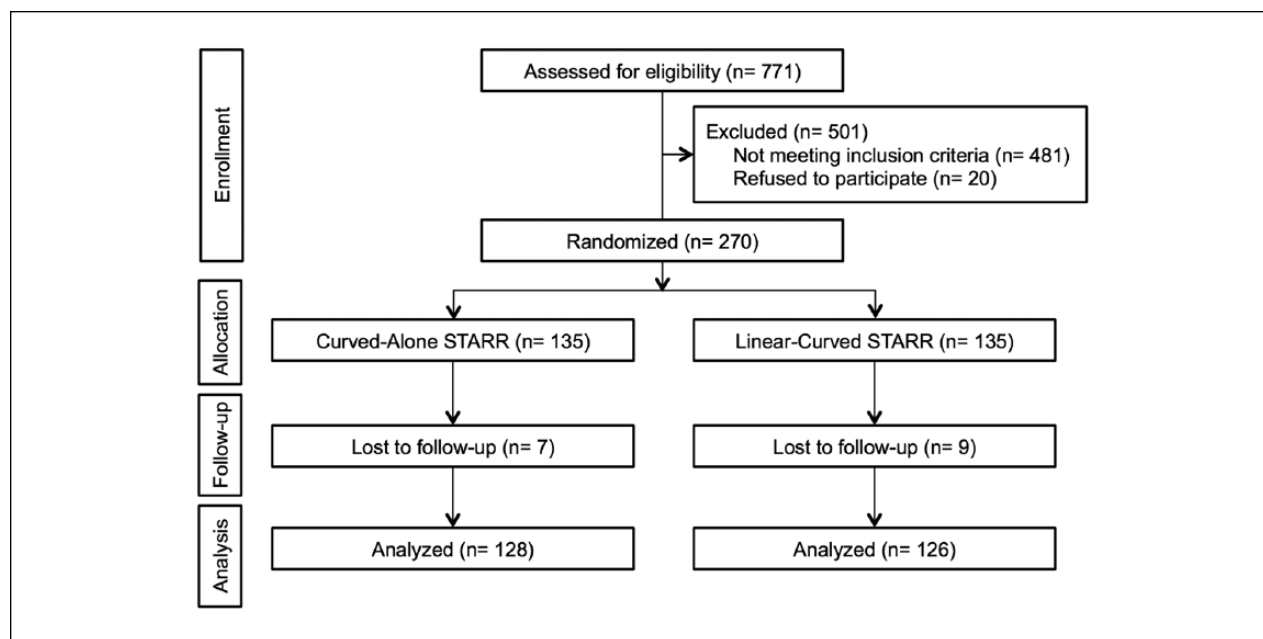 Enrollment
Assessed for eligibility (n= 771)
Excluded (n= 501)
Not meeting inclusion criteria (n= 481)
Refused to participate (n= 20)
Randomized (n= 270)
Allocation
Curved-Alone STARR (n= 135)
Linear-Curved STARR (n= 135)
Follow-up
Lost to follow-up (n= 7)
Lost to follow-up (n= 9)
Analysis
Analyzed (n= 128)
Analyzed (n= 126)